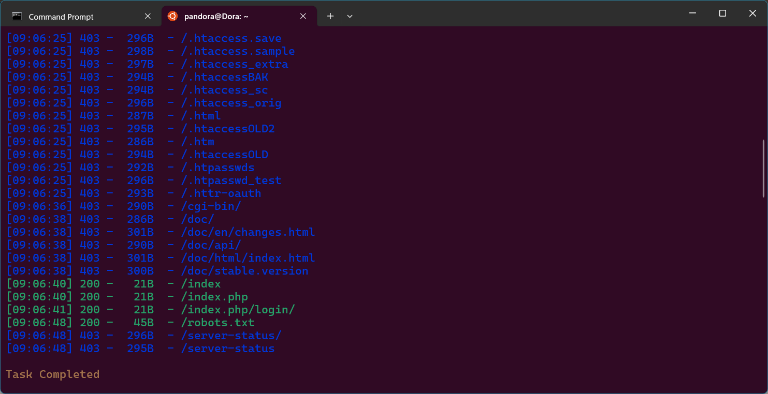 Command Prompt
pandora@Dora: ~
[09:06:25] 403 - 296B - /.htaccess.save
[09:06:25] 403 - 298B - /.htaccess.sample
[09:06:25] 403 - 297B - /.htaccess_extra
[09:06:25] 403 - 294B - /.htaccessBAK
[09:06:25] 403 - 294B - /.htaccess_sc
[09:06:25] 403 - 296B - /.htaccess_orig
[09:06:25] 403 - 287B - /.html
[09:06:25] 403 - 295B - /.htaccessOLD2
[09:06:25] 403 - 286B - /.htm
[09:06:25] 403 - 294B - /.htaccessOLD
[09:06:25] 403 - 292B - /.htpasswds
[09:06:25] 403 - 296B - /.htpasswd_test
[09:06:25] 403 - 293B - /.httr-oauth
[09:06:36] 403 - 290B - /cgi-bin/
[09:06:38] 403 - 286B - /doc/
[09:06:38] 403 - 301B - /doc/en/changes.html
[09:06:38] 403 - 290B - /doc/api/
[09:06:38] 403 - 301B - /doc/html/index.html
[09:06:38] 403 - 300B - /doc/stable.version
[09:06:40] 200 - 21B - /index
[09:06:40] 200 - 21B - /index.php
[09:06:41] 200 - 21B - /index.php/login/
[09:06:48] 200 - 45B - /robots.txt
[09:06:48] 403 - 296B - /server-status/
[09:06:48] 403 - 295B - /server-status
Task Completed